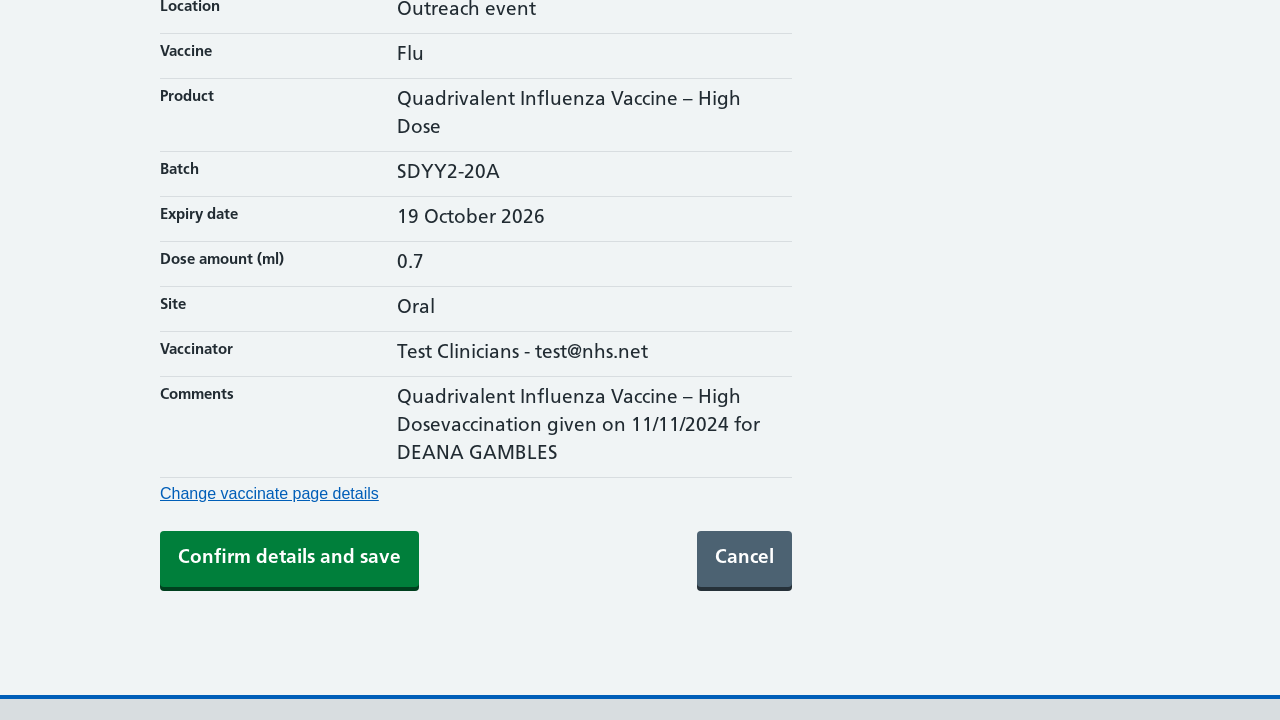 Location Outreach event
Vaccine Flu
Product Quadrivalent Influenza Vaccine – High
Dose
Batch SDYY2-20A
Expiry date 19 October 2026
Dose amount (ml) 0.7
Site Oral
Vaccinator Test Clinicians - test@nhs.net
Comments Quadrivalent Influenza Vaccine – High
Dosevaccination given on 11/11/2024 for
DEANA GAMBLES
Change vaccinate page details
Confirm details and save Cancel